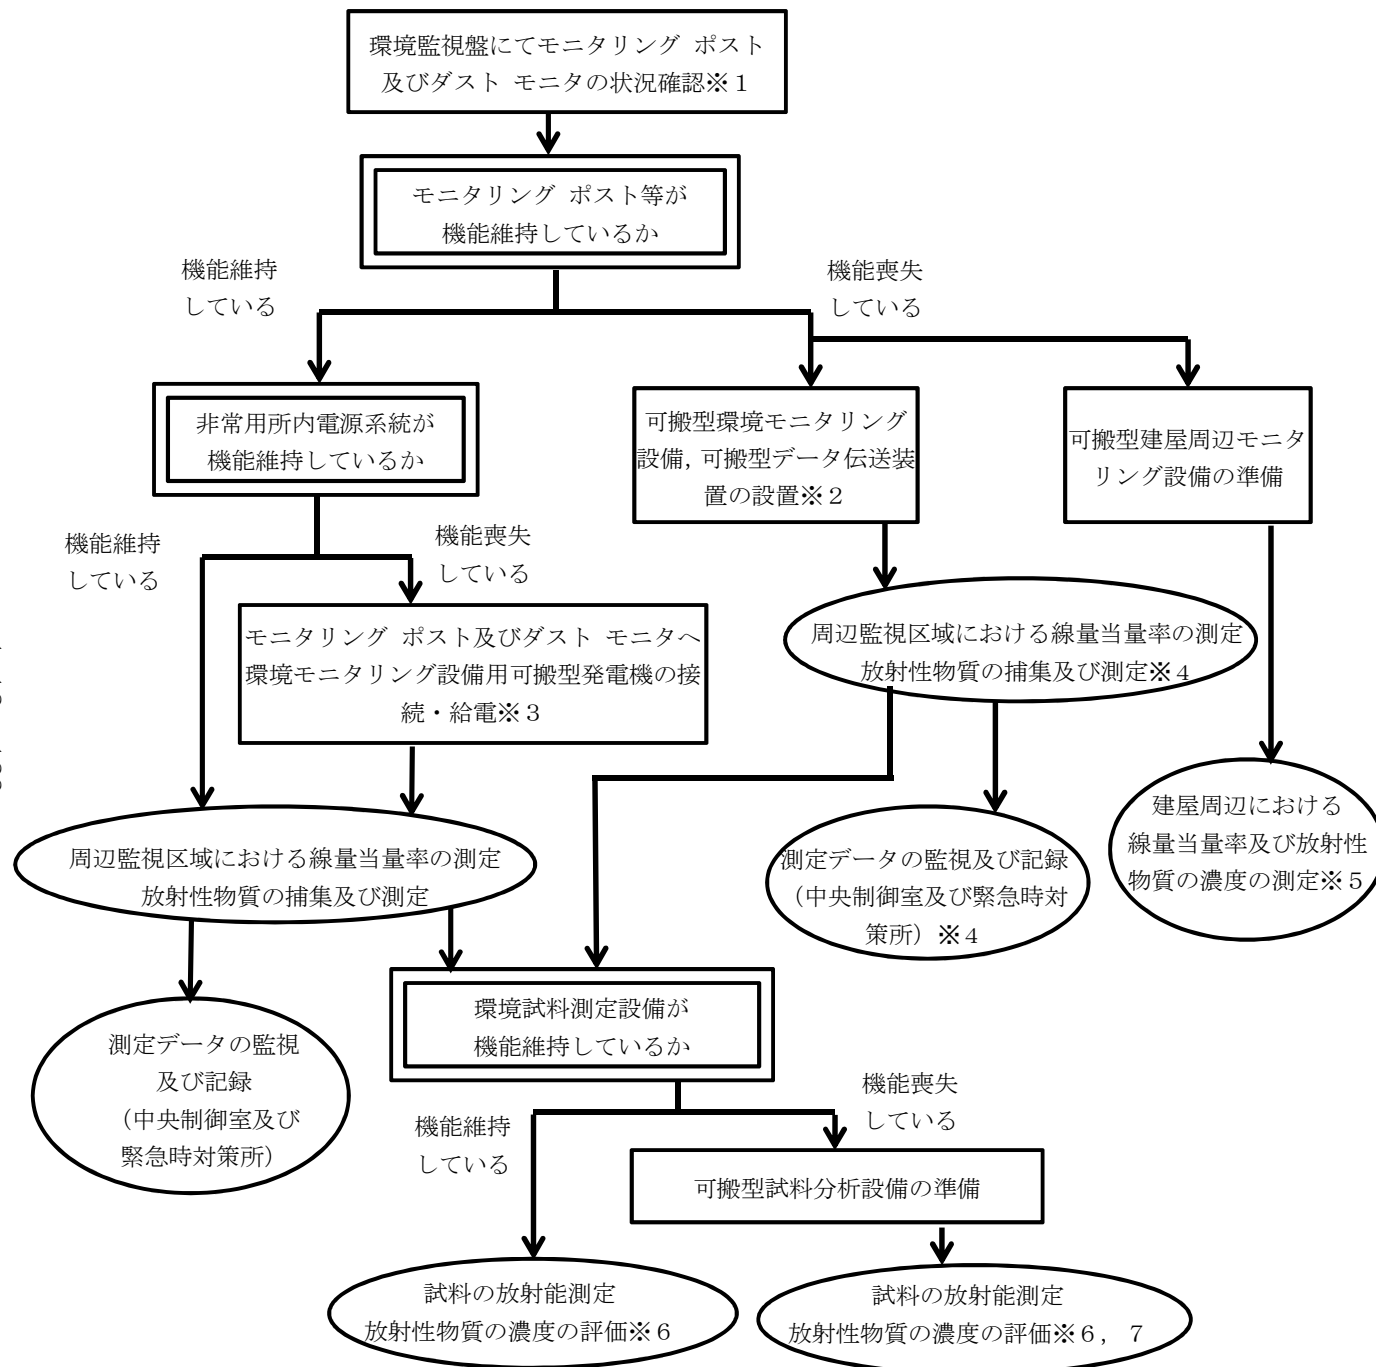 環境監視盤にてモニタリング ポスト
及びダスト モニタの状況確認※1
モニタリング ポスト等が
機能維持しているか
機能維持
している
機能喪失
している
非常用所内電源系統が
機能維持しているか
可搬型環境モニタリング
設備,可搬型データ伝送装
置の設置※2
可搬型建屋周辺モニタ
リング設備の準備
機能維持
している
機能喪失
している
モニタリング ポスト及びダスト モニタへ
環境モニタリング設備用可搬型発電機の接
続・給電※3
周辺監視区域における線量当量率の測定
放射性物質の捕集及び測定※4
周辺監視区域における線量当量率の測定
放射性物質の捕集及び測定
測定データの監視及び記録
(中央制御室及び緊急時対
策所)※4
建屋周辺における
線量当量率及び放射性
物質の濃度の測定※5
測定データの監視
及び記録
(中央制御室及び
緊急時対策所)
環境試料測定設備が
機能維持しているか
機能維持
している
機能喪失
している
可搬型試料分析設備の準備
試料の放射能測定
放射性物質の濃度の評価※6
試料の放射能測定
放射性物質の濃度の評価※6, 7